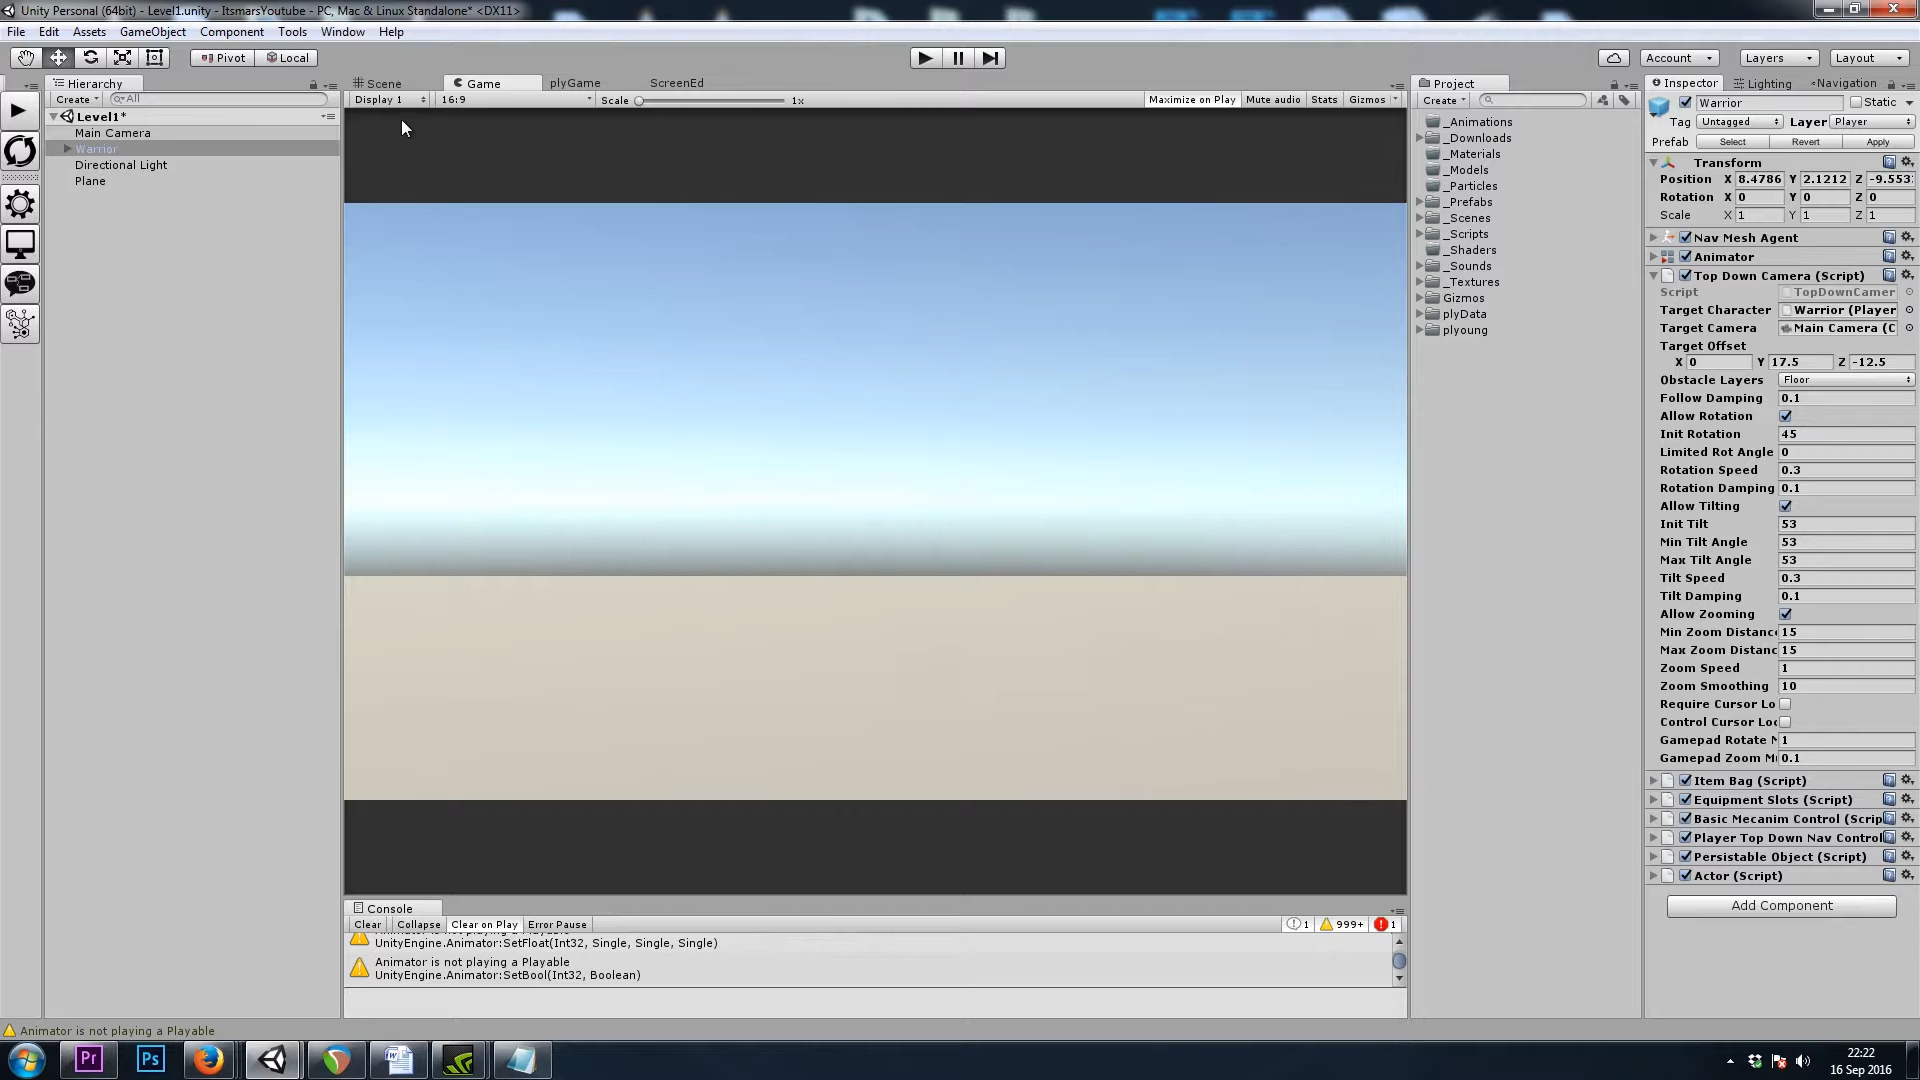 Unity Personal (64bit) - Level1.unity - ItsmarsYoutube - PC, Mac & Linux Standalone* <DX11>
File Edit Assets GameObject Component Tools Window Help
Pivot Local Account Layers Layout
Hierarchy
Create All
Level1*
Main Camera
Warrior
Directional Light
Plane
Scene Game plyGame ScreenEd
Display 1 16:9 Scale 1x Maximize on Play Mute audio Stats Gizmos
Console
Clear Collapse Clear on Play Error Pause 1 999+ 1
Animator is not playing a Playable
UnityEngine.Animator:SetFloat(Int32, Single, Single, Single)
Animator is not playing a Playable
UnityEngine.Animator:SetBool(Int32, Boolean)
Project
Create
_Animations
_Downloads
_Materials
_Models
_Particles
_Prefabs
_Scenes
_Scripts
_Shaders
_Sounds
_Textures
Gizmos
plyData
plyoung
Inspector Lighting Navigation
Warrior Static
Tag Untagged Layer Player
Prefab Select Revert Apply
Transform
Position X 8.4786 Y 2.1212 Z -9.553
Rotation X 0 Y 0 Z 0
Scale X 1 Y 1 Z 1
Nav Mesh Agent
Animator
Top Down Camera (Script)
Script TopDownCamer
Target Character Warrior (Player
Target Camera Main Camera (C
Target Offset
X 0 Y 17.5 Z -12.5
Obstacle Layers Floor
Follow Damping 0.1
Allow Rotation
Init Rotation 45
Limited Rot Angle 0
Rotation Speed 0.3
Rotation Damping 0.1
Allow Tilting
Init Tilt 53
Min Tilt Angle 53
Max Tilt Angle 53
Tilt Speed 0.3
Tilt Damping 0.1
Allow Zooming
Min Zoom Distanc 15
Max Zoom Distanc 15
Zoom Speed 1
Zoom Smoothing 10
Require Cursor Lo
Control Cursor Loc
Gamepad Rotate M 1
Gamepad Zoom M 0.1
Item Bag (Script)
Equipment Slots (Script)
Basic Mecanim Control (Scrip
Player Top Down Nav Control
Persistable Object (Script)
Actor (Script)
Add Component
Animator is not playing a Playable
Pr Ps
22:22
16 Sep 2016